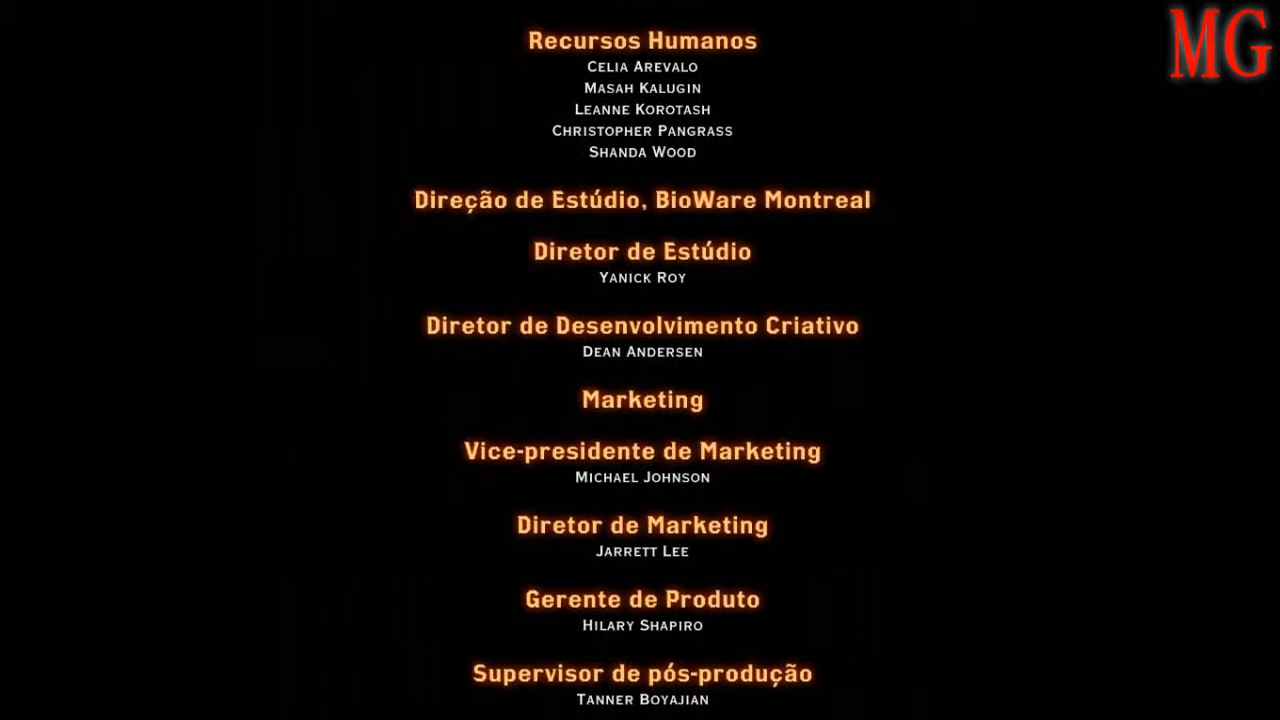 MG
Recursos Humanos
Celia Arevalo
Masah Kalugin
Leanne Korotash
Christopher Pangrass
Shanda Wood
Direção de Estúdio, BioWare Montreal
Diretor de Estúdio
Yanick Roy
Diretor de Desenvolvimento Criativo
Dean Andersen
Marketing
Vice-presidente de Marketing
Michael Johnson
Diretor de Marketing
Jarrett Lee
Gerente de Produto
Hilary Shapiro
Supervisor de pós-produção
Tanner Boyajian